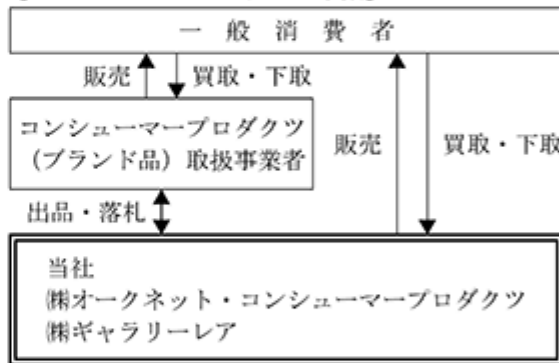 一般消費者
販売
買取・下取
コンシューマープロダクツ
（ブランド品）取扱事業者
販売
買取・下取
出品・落札
当社
㈱オークネット・コンシューマープロダクツ
㈱ギャラリーレア